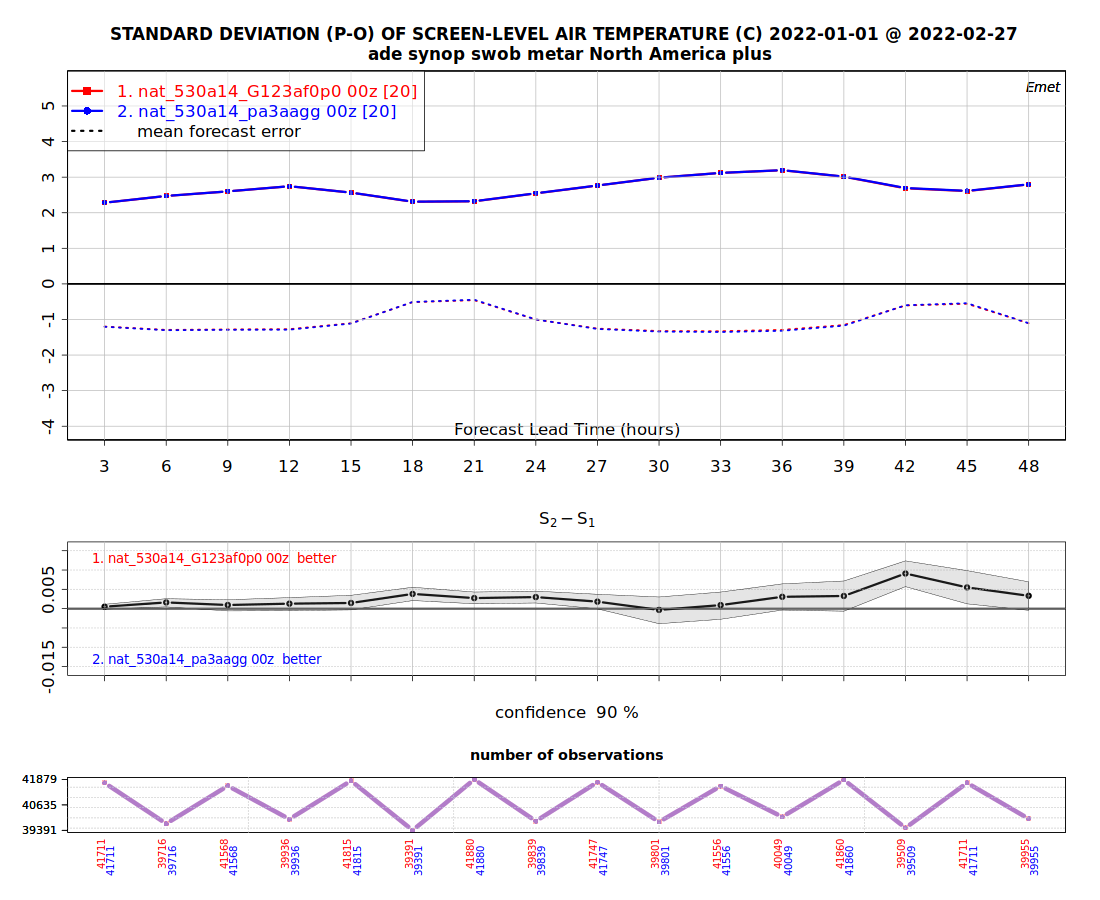 STANDARD DEVIATION (P-O) OF SCREEN-LEVEL AIR TEMPERATURE (C) 2022-01-01 @ 2022-02-27
ade synop swob metar North America plus
1. nat_530a14_G123af0p0 00z [20]
2. nat_530a14_pa3aagg 00z [20]
mean forecast error
Emet
5
4
3
2
1
0
-1
-2
-3
-4
Forecast Lead Time (hours)
3 6 9 12 15 18 21 24 27 30 33 36 39 42 45 48
S2 − S1
1. nat_530a14_G123af0p0 00z better
0.005
-0.015
2. nat_530a14_pa3aagg 00z better
confidence 90 %
number of observations
41879
40635
39391
41711 39716 41568 39936 41815 39391 41880 39839 41747 39801 41556 40049 41860 39509 41711 39955
41711 39716 41568 39936 41815 39391 41880 39839 41747 39801 41556 40049 41860 39509 41711 39955